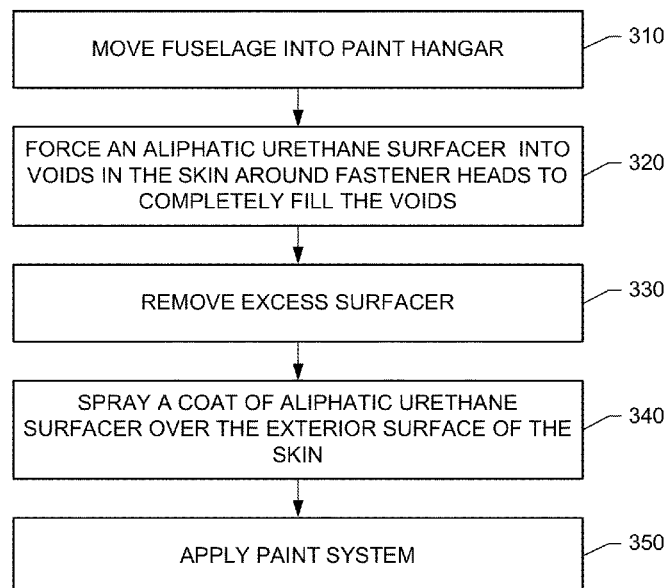 MOVE FUSELAGE INTO PAINT HANGAR
310
FORCE AN ALIPHATIC URETHANE SURFACER INTO
VOIDS IN THE SKIN AROUND FASTENER HEADS TO
COMPLETELY FILL THE VOIDS
320
REMOVE EXCESS SURFACER
330
SPRAY A COAT OF ALIPHATIC URETHANE
SURFACER OVER THE EXTERIOR SURFACE OF THE
SKIN
340
APPLY PAINT SYSTEM
350